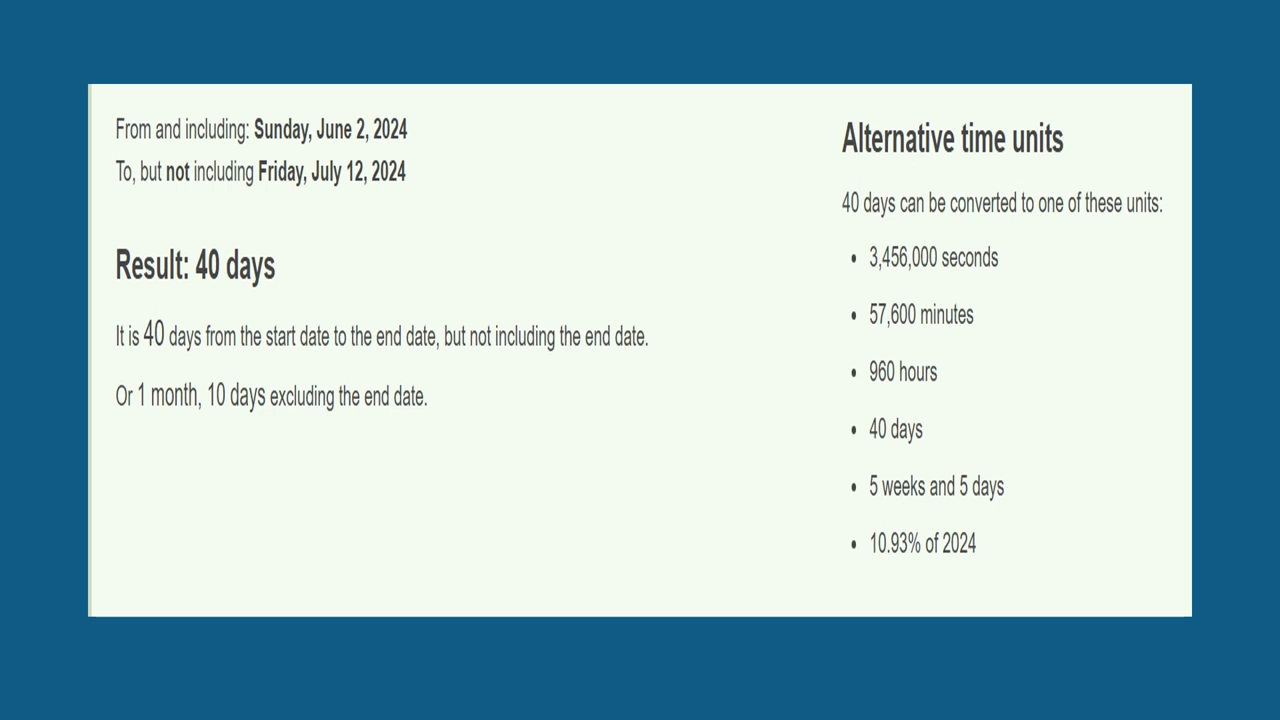 From and including: Sunday, June 2, 2024
To, but not including Friday, July 12, 2024
Result: 40 days
It is 40 days from the start date to the end date, but not including the end date.
Or 1 month, 10 days excluding the end date.
Alternative time units
40 days can be converted to one of these units:
• 3,456,000 seconds
• 57,600 minutes
• 960 hours
• 40 days
• 5 weeks and 5 days
• 10.93% of 2024